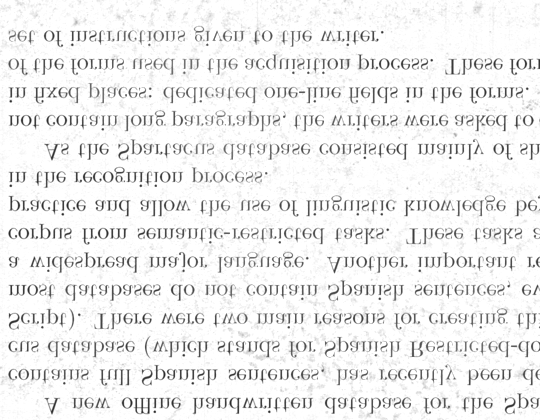 A new offline handwritten database for the Spa
contains full Spanish sentences, has recently been de
cus database (which stands for Spanish Restricted-do
Script). There were two main reasons for creating thi
most databases do not contain Spanish sentences, ev
a widespread major language. Another important re
corpus from semantic-restricted tasks. These tasks a
practice and allow the use of linguistic knowledge be
in the recognition process.
As the Spartacus database consisted mainly of sh
not contain long paragraphs, the writers were asked to
in fixed places: dedicated one-line fields in the forms.
of the forms used in the acquisition process. These for
set of instructions given to the writer.